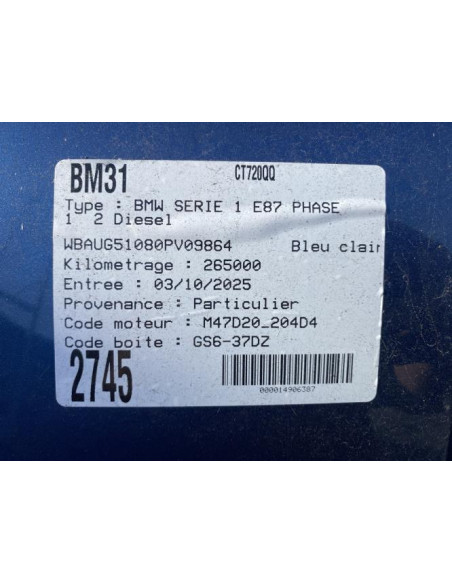 BM31 CT720QQ
Type : BMW SERIE 1 E87 PHASE
1 2 Diesel
WBAUG51080PV09864 Bleu clair
Kilometrage : 265000
Entree : 03/10/2025
Provenance : Particulier
Code moteur : M47D20_204D4
Code boite : GS6-37DZ
2745
000014906387